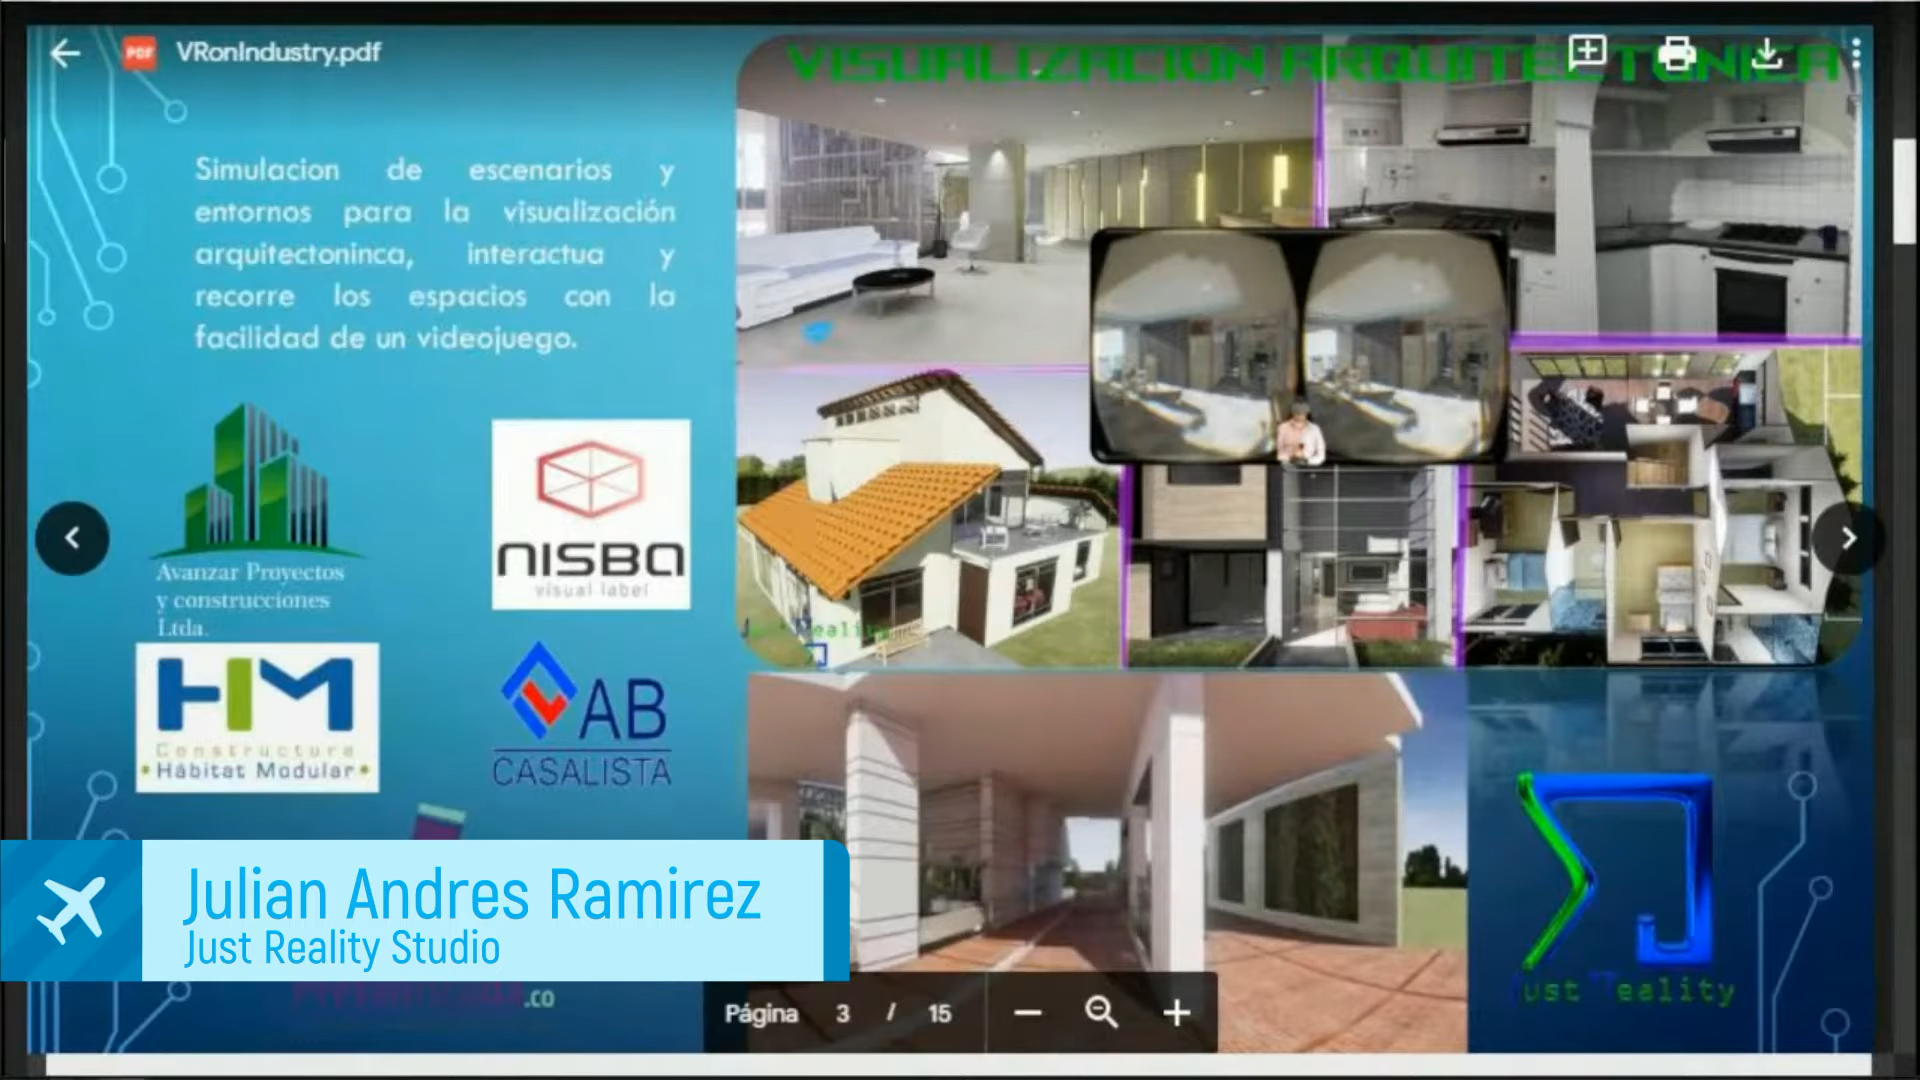 VRonIndustry.pdf
VISUALIZACION ARQUITECTONICA
Simulacion de escenarios y
entornos para la visualización
arquitectoninca, interactua y
recorre los espacios con la
facilidad de un videojuego.
Avanzar Proyectos
y construcciones
Ltda.
NISBA
visual label
HM
Constructora
Hábitat Modular
AB
CASALISTA
Julian Andres Ramirez
Just Reality Studio
.co
Página 3 / 15
Just Reality